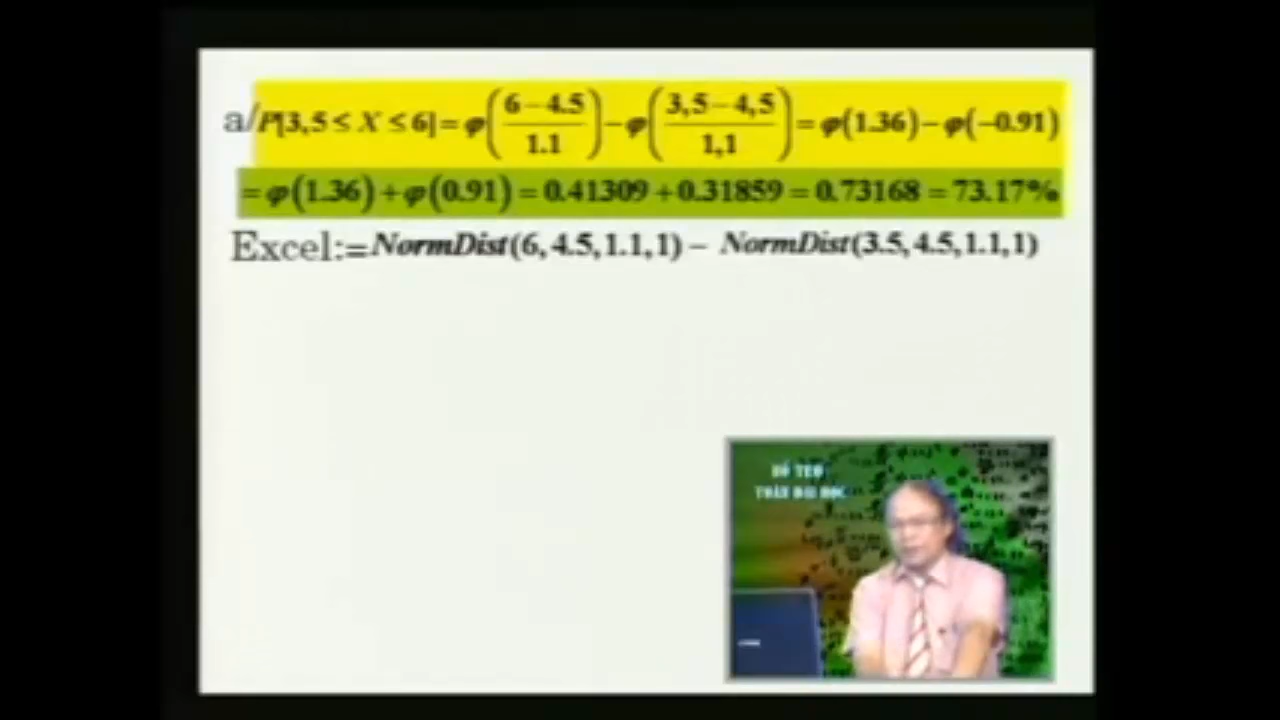 a/P[3,5 ≤ X ≤ 6] = φ(6 − 4.5 / 1.1) − φ(3,5 − 4,5 / 1,1) = φ(1.36) − φ(−0.91)
= φ(1.36) + φ(0.91) = 0.41309 + 0.31859 = 0.73168 = 73.17%
Excel:=NormDist(6, 4.5, 1.1, 1) − NormDist(3.5, 4.5, 1.1, 1)